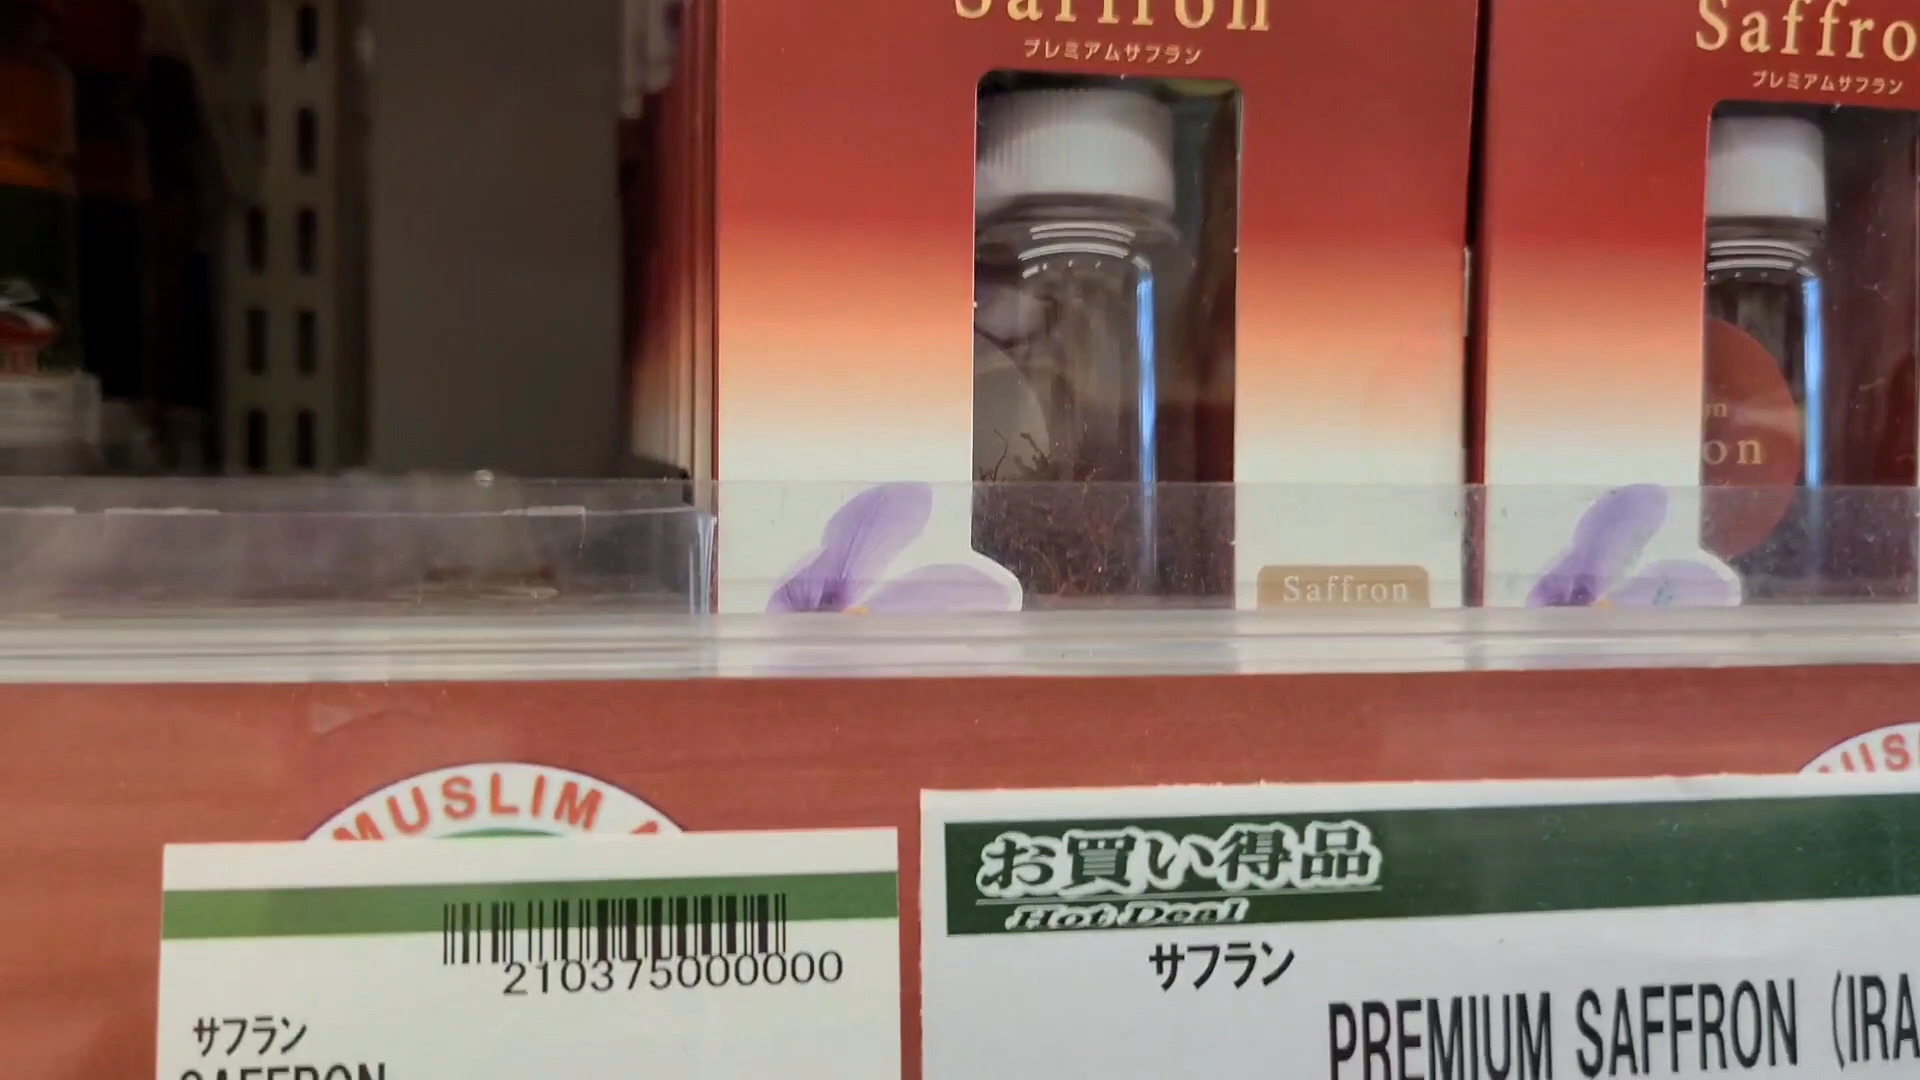 Saffron
プレミアムサフラン
Saffro
プレミアムサフラン
on
Saffron
MUSLIM
お買い得品
Hot Deal
210375000000
サフラン
サフラン
SAFFRON
PREMIUM SAFFRON (IRA